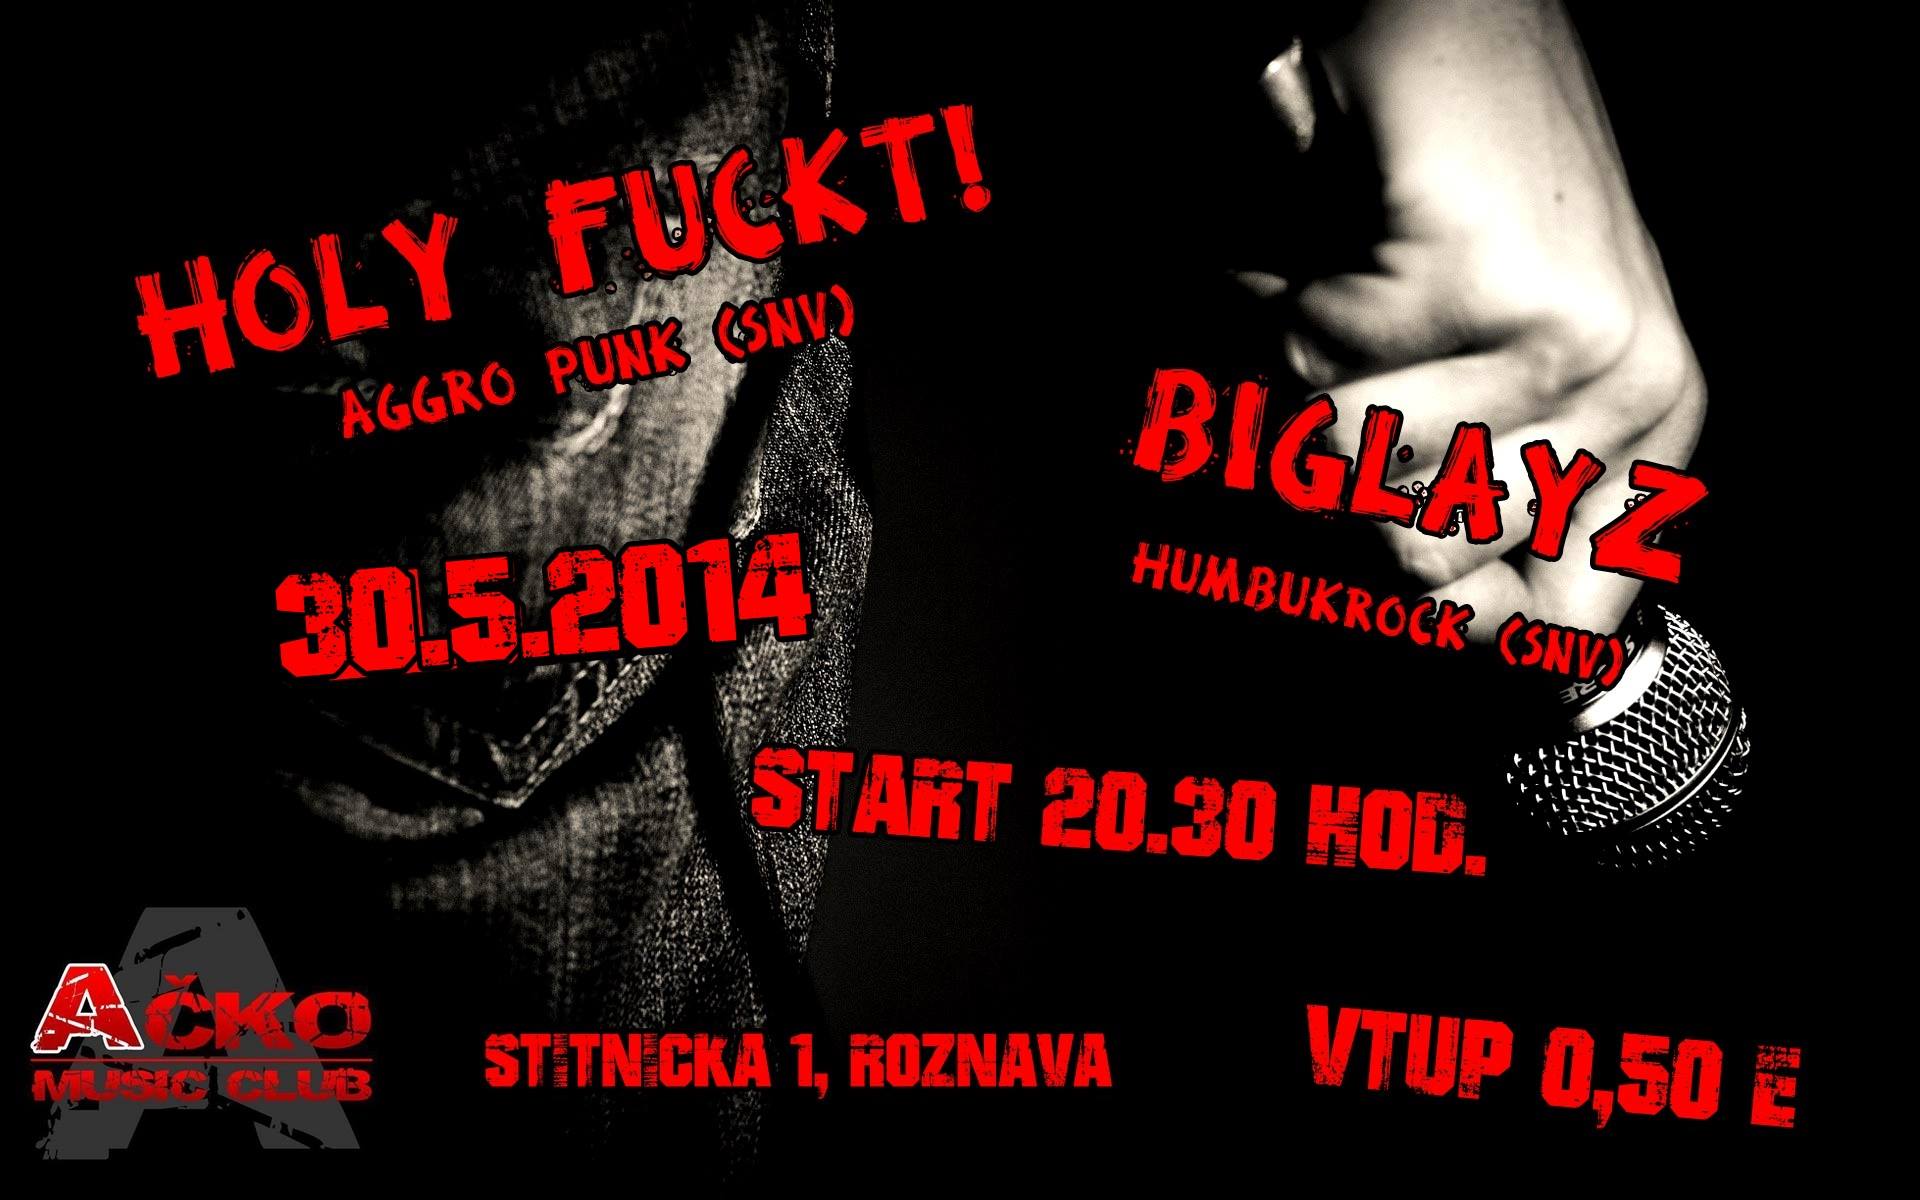 HOLY FUCKT!
AGGRO PUNK (SNV)
BIGLAYZ
HUMBUKROCK (SNV)
30.5.2014
START 20.30 HOD.
AČKO
MUSIC CLUB
STITNICKA 1, ROZNAVA
VTUP 0,50 E